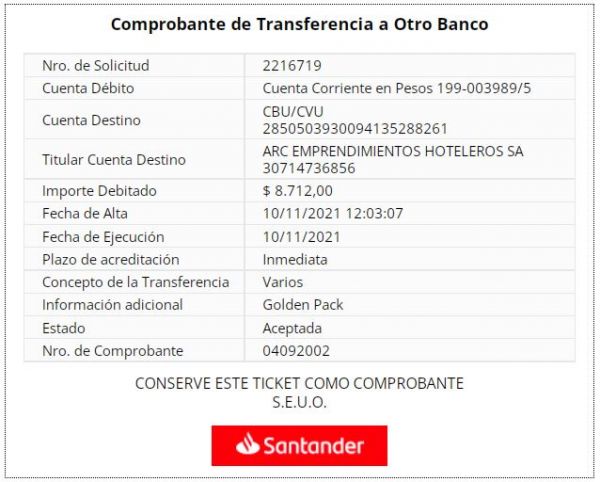 Comprobante de Transferencia a Otro Banco
Nro. de Solicitud 2216719
Cuenta Débito Cuenta Corriente en Pesos 199-003989/5
Cuenta Destino CBU/CVU
2850503930094135288261
Titular Cuenta Destino ARC EMPRENDIMIENTOS HOTELEROS SA
30714736856
Importe Debitado $ 8.712,00
Fecha de Alta 10/11/2021 12:03:07
Fecha de Ejecución 10/11/2021
Plazo de acreditación Inmediata
Concepto de la Transferencia Varios
Información adicional Golden Pack
Estado Aceptada
Nro. de Comprobante 04092002
CONSERVE ESTE TICKET COMO COMPROBANTE
S.E.U.O.
Santander